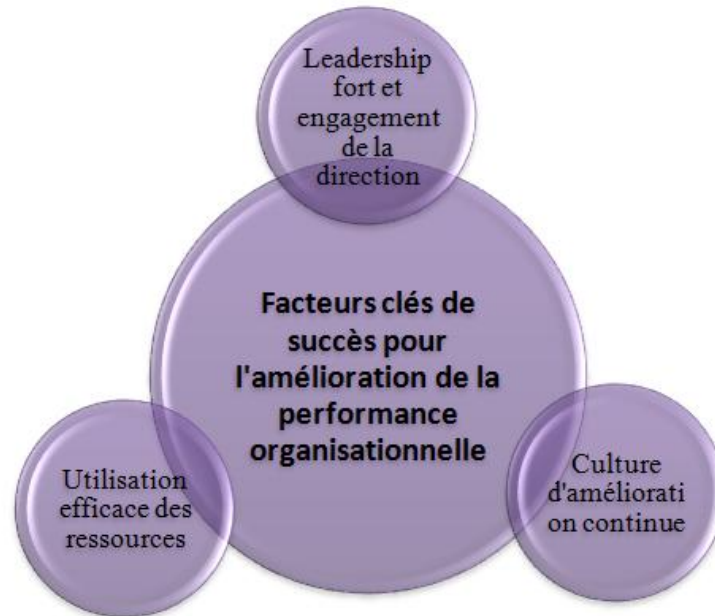 Leadership
fort et
engagement
de la
direction
Facteurs clés de
succès pour
l'amélioration de la
performance
organisationnelle
Utilisation
efficace des
ressources
Culture
d'améliorati
on continue